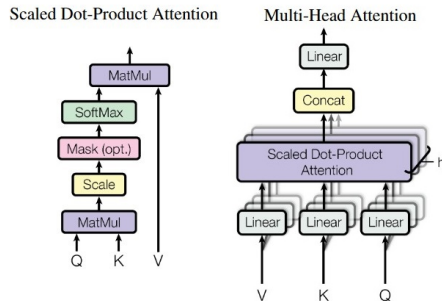 Scaled Dot-Product Attention
MatMul
SoftMax
Mask (opt.)
Scale
MatMul
Q K V
Multi-Head Attention
Linear
Concat
Scaled Dot-Product
Attention
h
Linear Linear Linear
V K Q